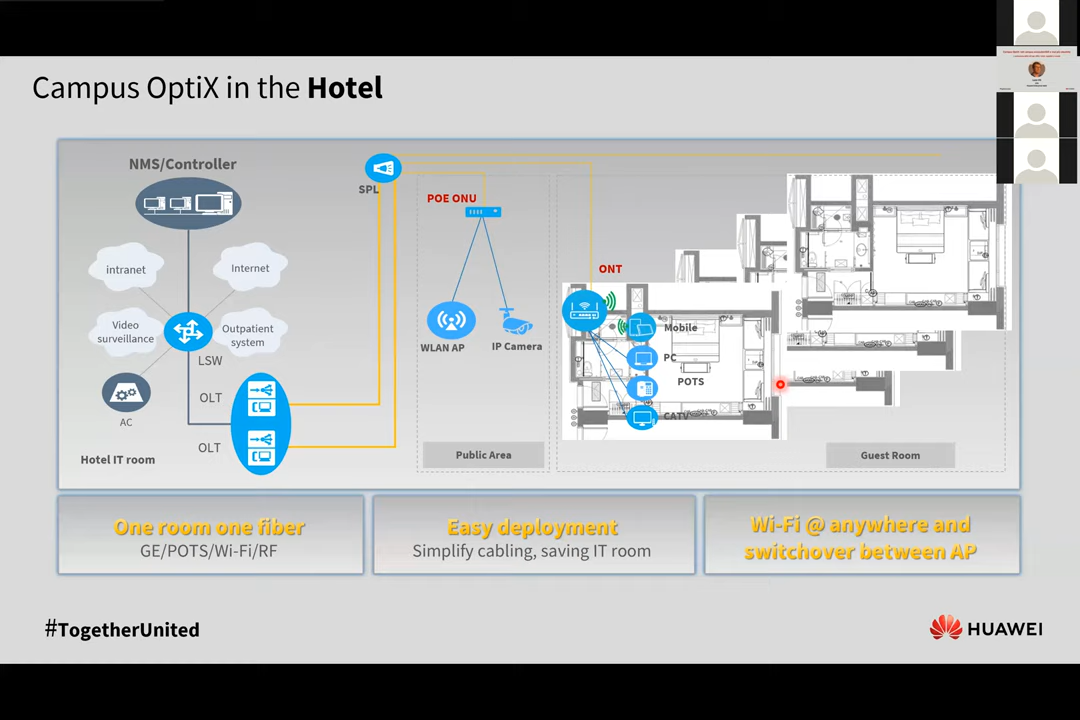 Campus OptiX in the Hotel
NMS/Controller
SPL
POE ONU
ONT
intranet
Internet
Video
surveillance
Outpatient
system
LSW
OLT
OLT
AC
Hotel IT room
WLAN AP
IP Camera
Public Area
Mobile
PC
POTS
CATV
Guest Room
One room one fiber
GE/POTS/Wi-Fi/RF
Easy deployment
Simplify cabling, saving IT room
Wi-Fi @ anywhere and
switchover between AP
#TogetherUnited
HUAWEI